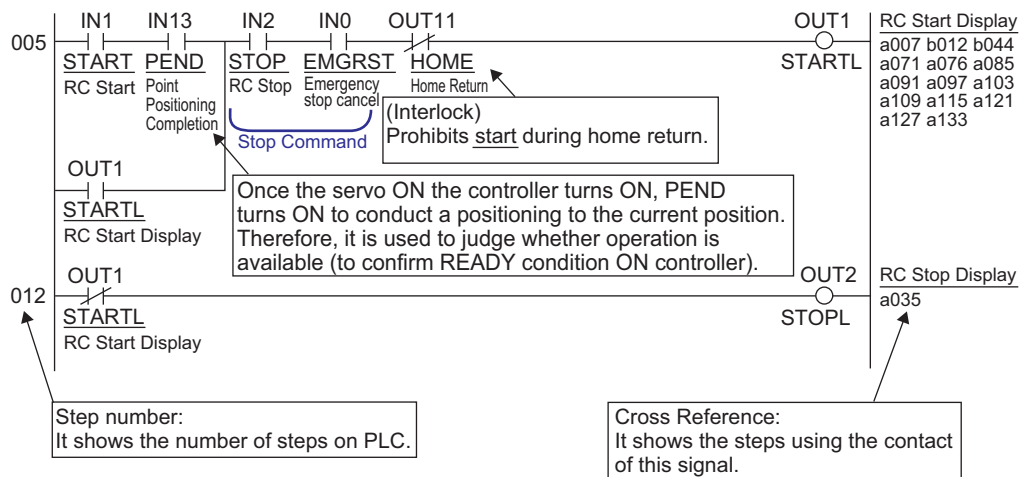 IN1 IN13 IN2 IN0 OUT11 OUT1
005
START PEND STOP EMGRST HOME STARTL
RC Start Point Positioning Completion RC Stop Emergency stop cancel Home Return
Stop Command
RC Start Display
a007 b012 b044
a071 a076 a085
a091 a097 a103
a109 a115 a121
a127 a133
(Interlock)
Prohibits start during home return.
OUT1
STARTL
RC Start Display
Once the servo ON the controller turns ON, PEND
turns ON to conduct a positioning to the current position.
Therefore, it is used to judge whether operation is
available (to confirm READY condition ON controller).
OUT1 OUT2
012
STARTL STOPL
RC Start Display
RC Stop Display
a035
Step number:
It shows the number of steps on PLC.
Cross Reference:
It shows the steps using the contact
of this signal.